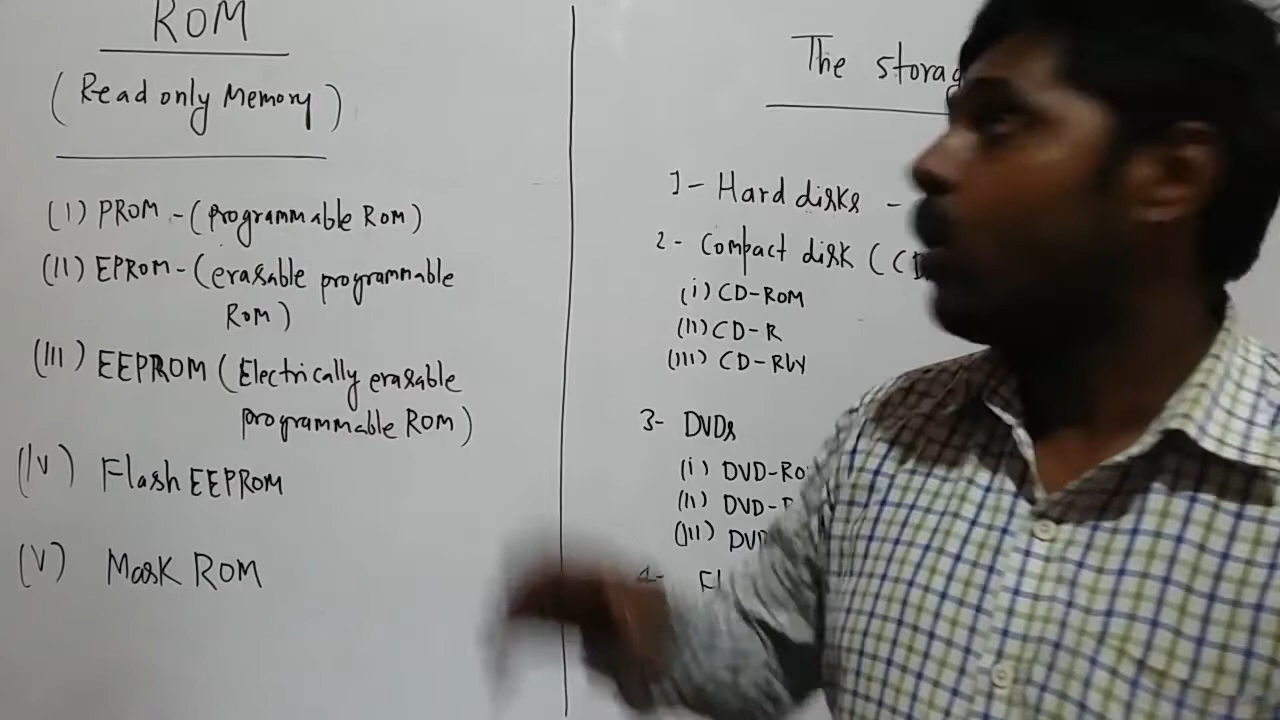 ROM
(Read only Memory)
(I) PROM - (programmable ROM)
(II) EPROM - (erasable programmable
ROM)
(III) EEPROM (Electrically erasable
programmable ROM)
(IV) Flash EEPROM
(V) Mask ROM
The
1- Hard disks -
2- Compact disk (CD
(i) CD-ROM
(II) CD-R
(III) CD-RW
3- DVDs
(i) DVD-RO
(II) DVD-R
(III) DVD
4-